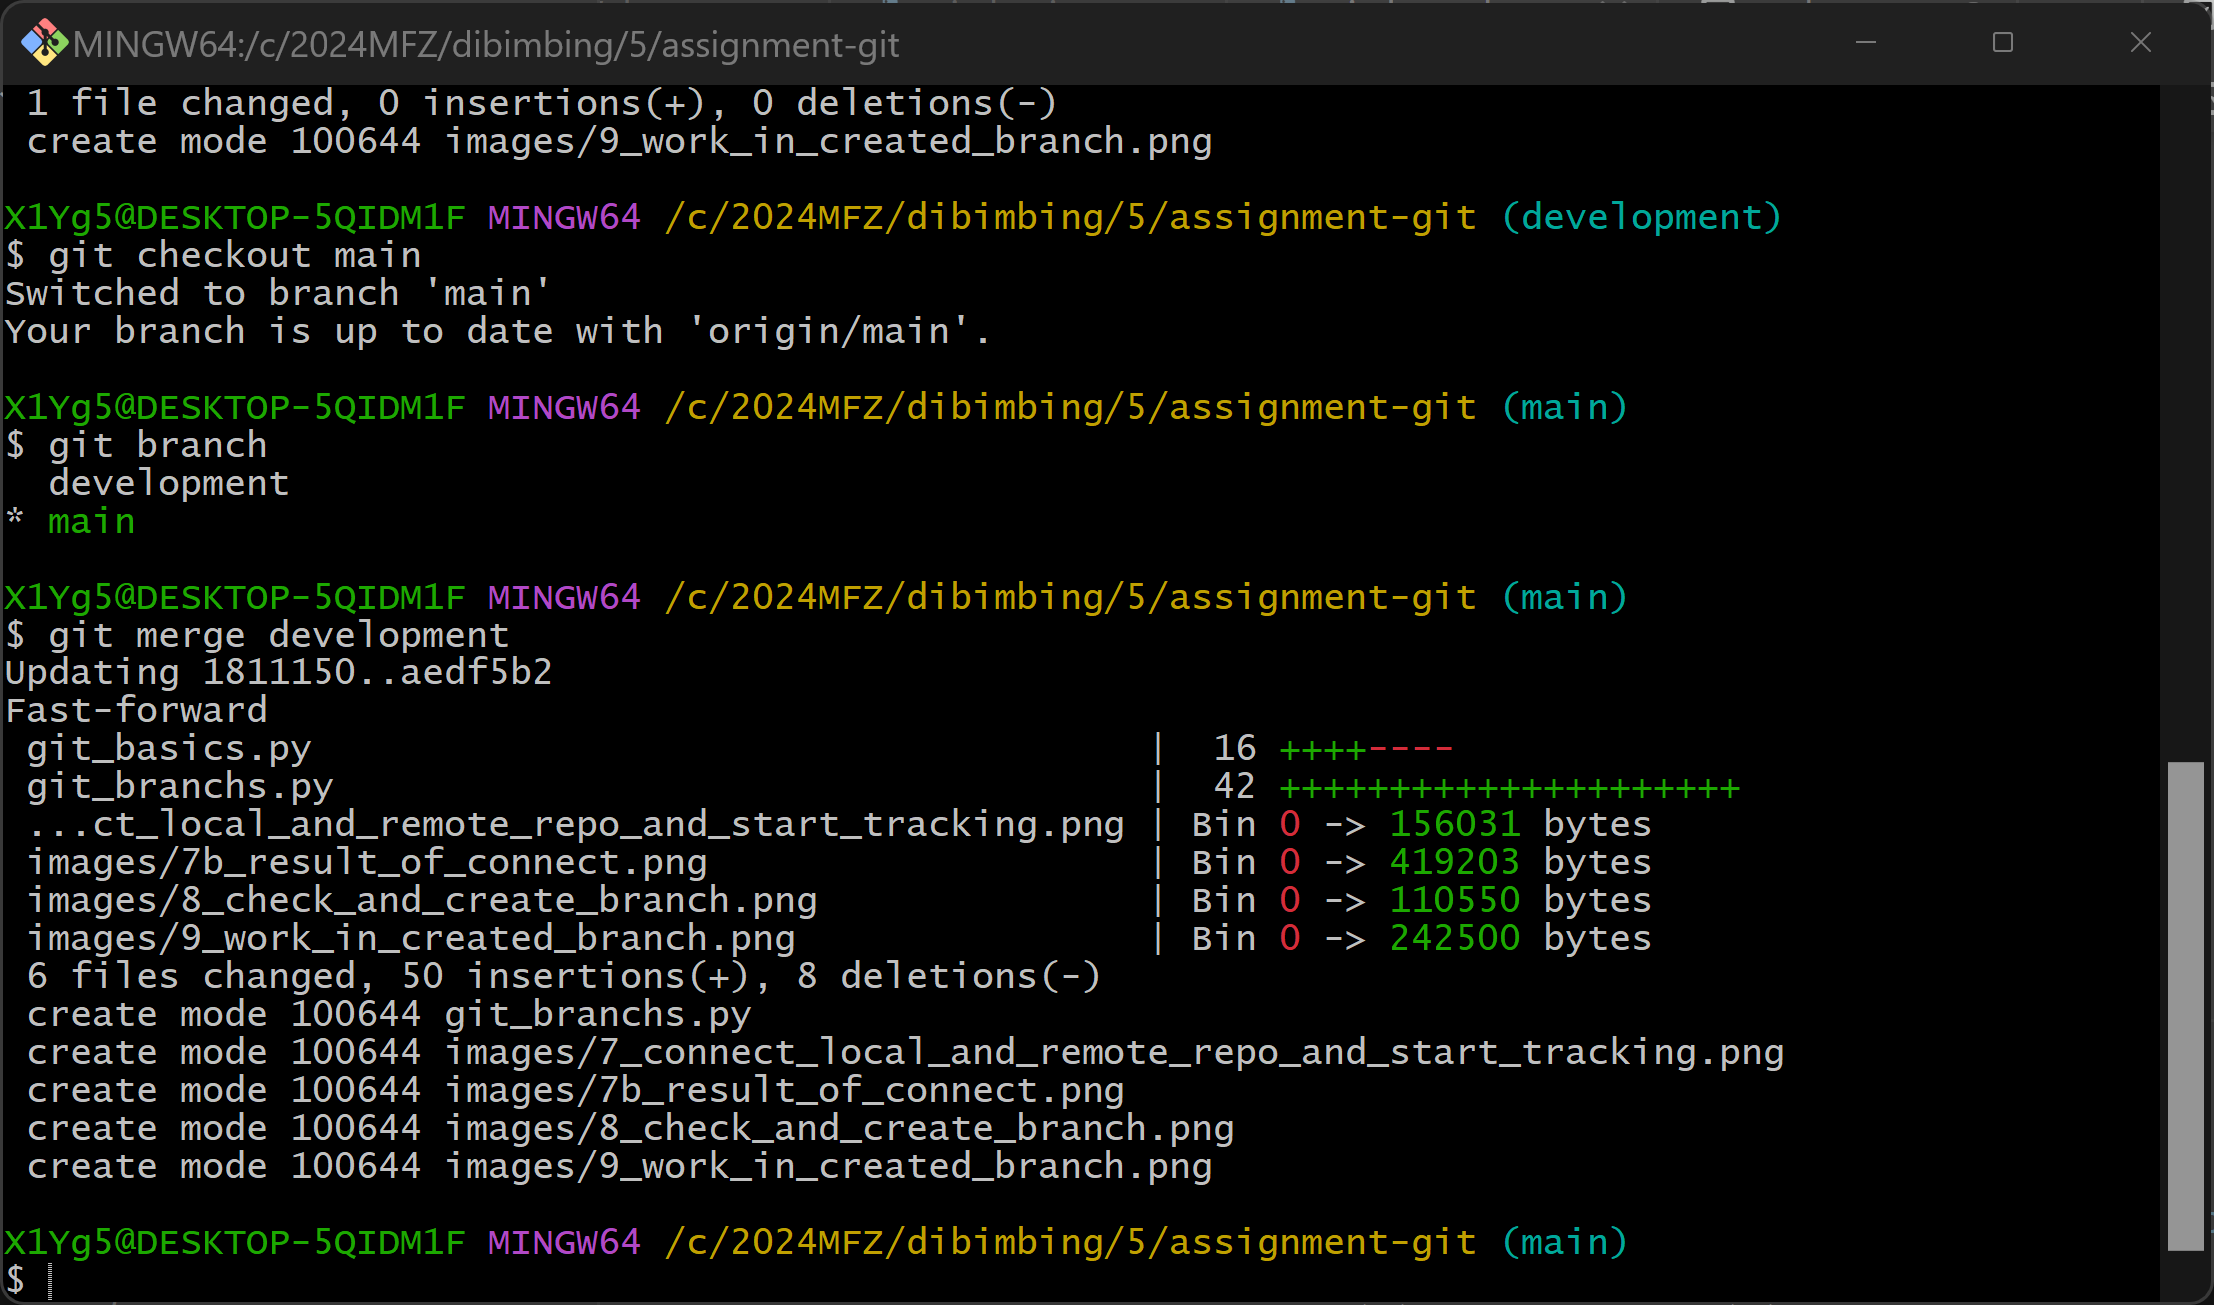 MINGW64:/c/2024MFZ/dibimbing/5/assignment-git
1 file changed, 0 insertions(+), 0 deletions(-)
create mode 100644 images/9_work_in_created_branch.png
X1Yg5@DESKTOP-5QIDM1F MINGW64 /c/2024MFZ/dibimbing/5/assignment-git (development)
$ git checkout main
Switched to branch 'main'
Your branch is up to date with 'origin/main'.
X1Yg5@DESKTOP-5QIDM1F MINGW64 /c/2024MFZ/dibimbing/5/assignment-git (main)
$ git branch
development
* main
X1Yg5@DESKTOP-5QIDM1F MINGW64 /c/2024MFZ/dibimbing/5/assignment-git (main)
$ git merge development
Updating 1811150..aedf5b2
Fast-forward
git_basics.py | 16 ++++----
git_branchs.py | 42 +++++++++++++++++++++
...ct_local_and_remote_repo_and_start_tracking.png | Bin 0 -> 156031 bytes
images/7b_result_of_connect.png | Bin 0 -> 419203 bytes
images/8_check_and_create_branch.png | Bin 0 -> 110550 bytes
images/9_work_in_created_branch.png | Bin 0 -> 242500 bytes
6 files changed, 50 insertions(+), 8 deletions(-)
create mode 100644 git_branchs.py
create mode 100644 images/7_connect_local_and_remote_repo_and_start_tracking.png
create mode 100644 images/7b_result_of_connect.png
create mode 100644 images/8_check_and_create_branch.png
create mode 100644 images/9_work_in_created_branch.png
X1Yg5@DESKTOP-5QIDM1F MINGW64 /c/2024MFZ/dibimbing/5/assignment-git (main)
$